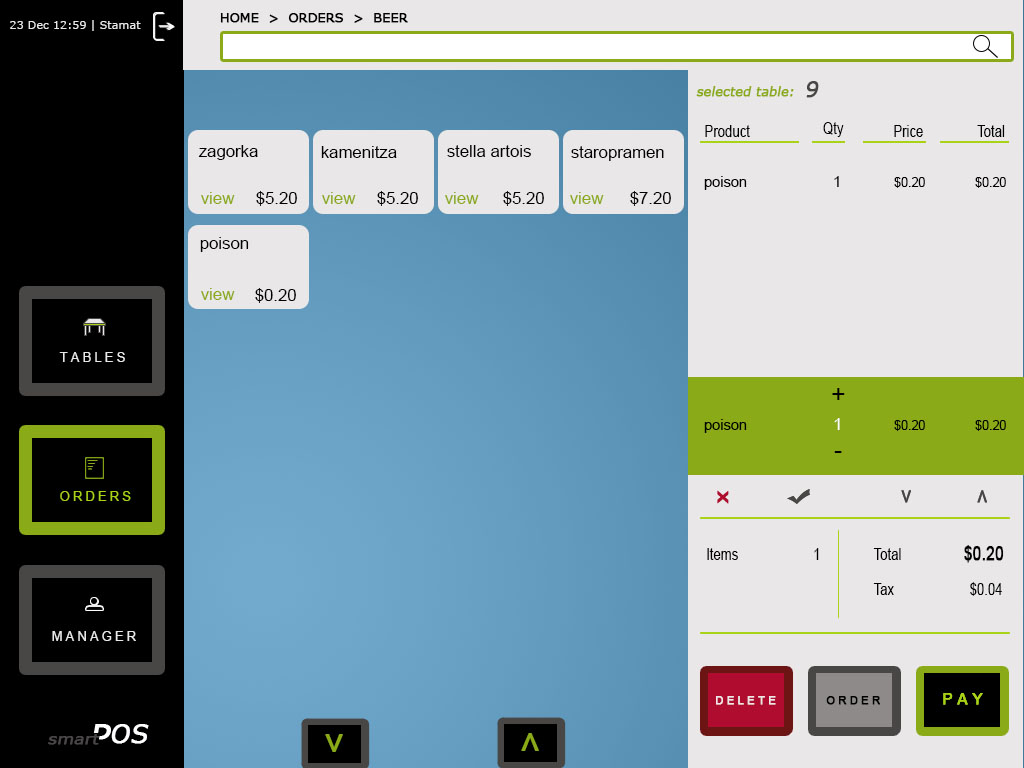 23 Dec 12:59 | Stamat
HOME > ORDERS > BEER
selected table: 9
Product Qty Price Total
poison 1 $0.20 $0.20
zagorka
view $5.20
kamenitza
view $5.20
stella artois
view $5.20
staropramen
view $7.20
poison
view $0.20
TABLES
ORDERS
MANAGER
smartPOS
+
poison 1 $0.20 $0.20
-
Items 1
Total $0.20
Tax $0.04
DELETE
ORDER
PAY